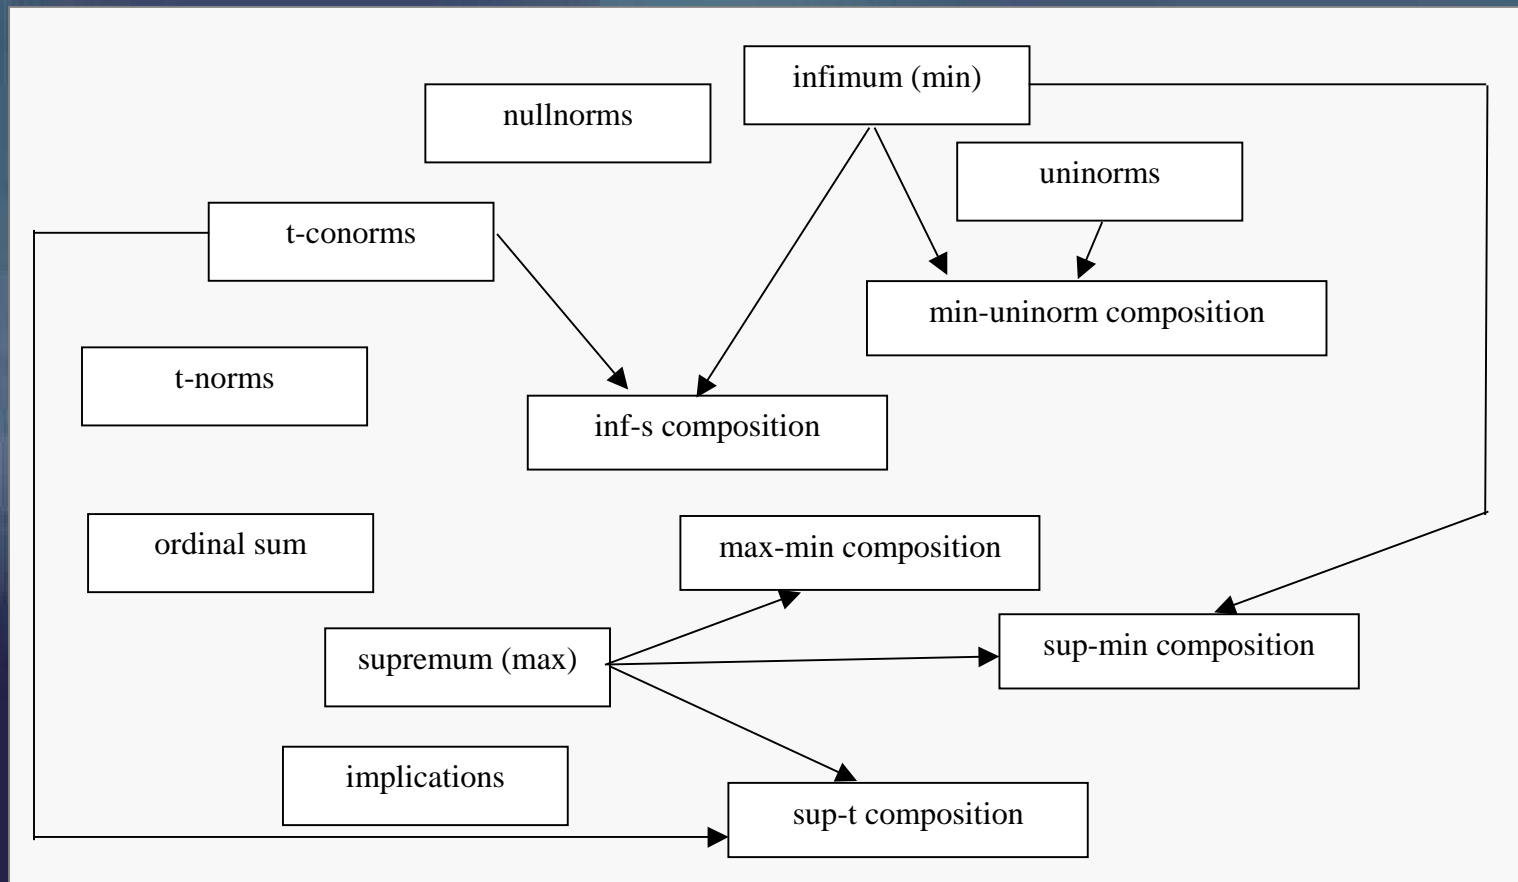 infimum (min)
nullnorms
uninorms
t-conorms
min-uninorm composition
t-norms
inf-s composition
ordinal sum
max-min composition
supremum (max)
sup-min composition
implications
sup-t composition